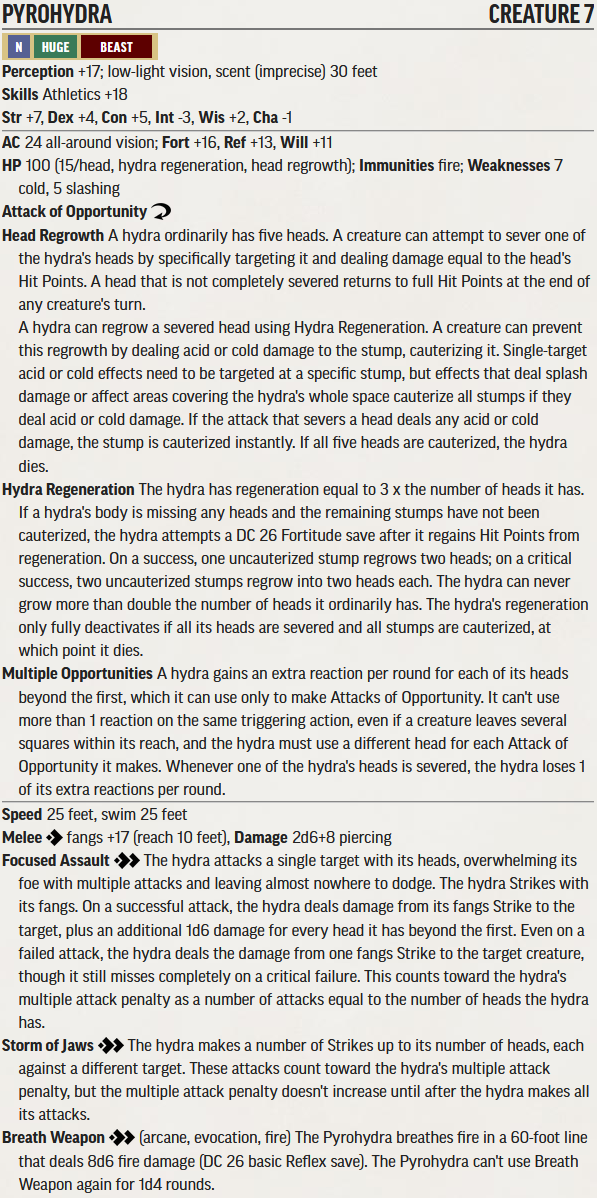 PYROHYDRA CREATURE 7
N HUGE BEAST
Perception +17; low-light vision, scent (imprecise) 30 feet
Skills Athletics +18
Str +7, Dex +4, Con +5, Int -3, Wis +2, Cha -1
AC 24 all-around vision; Fort +16, Ref +13, Will +11
HP 100 (15/head, hydra regeneration, head regrowth); Immunities fire; Weaknesses 7
cold, 5 slashing
Attack of Opportunity
Head Regrowth A hydra ordinarily has five heads. A creature can attempt to sever one of
the hydra's heads by specifically targeting it and dealing damage equal to the head's
Hit Points. A head that is not completely severed returns to full Hit Points at the end of
any creature's turn.
A hydra can regrow a severed head using Hydra Regeneration. A creature can prevent
this regrowth by dealing acid or cold damage to the stump, cauterizing it. Single-target
acid or cold effects need to be targeted at a specific stump, but effects that deal splash
damage or affect areas covering the hydra's whole space cauterize all stumps if they
deal acid or cold damage. If the attack that severs a head deals any acid or cold
damage, the stump is cauterized instantly. If all five heads are cauterized, the hydra
dies.
Hydra Regeneration The hydra has regeneration equal to 3 x the number of heads it has.
If a hydra's body is missing any heads and the remaining stumps have not been
cauterized, the hydra attempts a DC 26 Fortitude save after it regains Hit Points from
regeneration. On a success, one uncauterized stump regrows two heads; on a critical
success, two uncauterized stumps regrow into two heads each. The hydra can never
grow more than double the number of heads it ordinarily has. The hydra's regeneration
only fully deactivates if all its heads are severed and all stumps are cauterized, at
which point it dies.
Multiple Opportunities A hydra gains an extra reaction per round for each of its heads
beyond the first, which it can use only to make Attacks of Opportunity. It can't use
more than 1 reaction on the same triggering action, even if a creature leaves several
squares within its reach, and the hydra must use a different head for each Attack of
Opportunity it makes. Whenever one of the hydra's heads is severed, the hydra loses 1
of its extra reactions per round.
Speed 25 feet, swim 25 feet
Melee fangs +17 (reach 10 feet), Damage 2d6+8 piercing
Focused Assault The hydra attacks a single target with its heads, overwhelming its
foe with multiple attacks and leaving almost nowhere to dodge. The hydra Strikes with
its fangs. On a successful attack, the hydra deals damage from its fangs Strike to the
target, plus an additional 1d6 damage for every head it has beyond the first. Even on a
failed attack, the hydra deals the damage from one fangs Strike to the target creature,
though it still misses completely on a critical failure. This counts toward the hydra's
multiple attack penalty as a number of attacks equal to the number of heads the hydra
has.
Storm of Jaws The hydra makes a number of Strikes up to its number of heads, each
against a different target. These attacks count toward the hydra's multiple attack
penalty, but the multiple attack penalty doesn't increase until after the hydra makes all
its attacks.
Breath Weapon (arcane, evocation, fire) The Pyrohydra breathes fire in a 60-foot line
that deals 8d6 fire damage (DC 26 basic Reflex save). The Pyrohydra can't use Breath
Weapon again for 1d4 rounds.